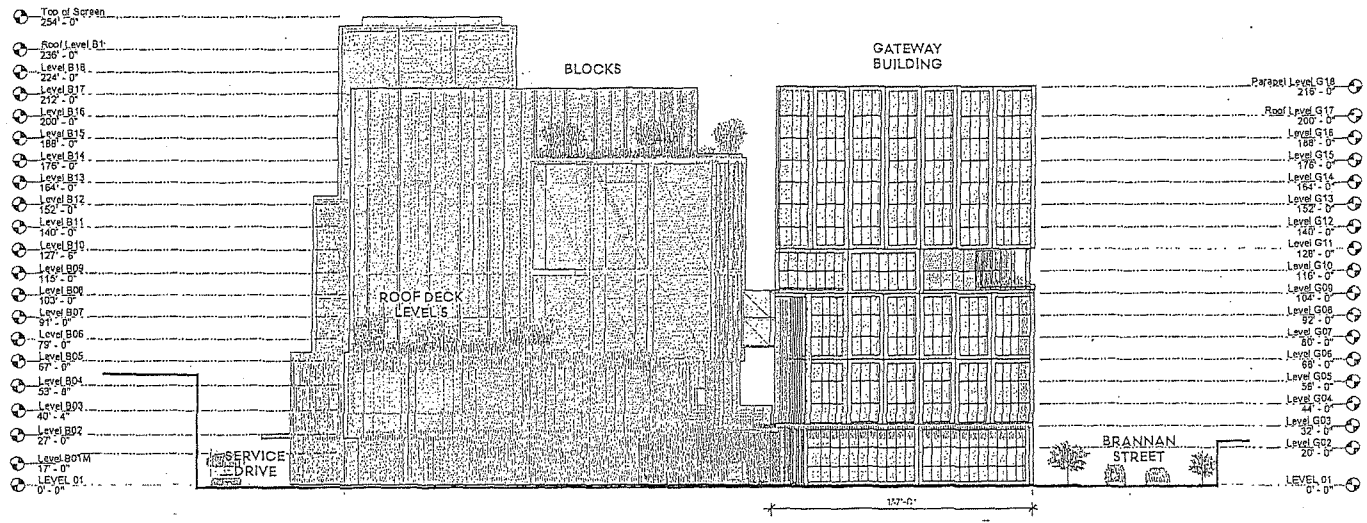 Top of Screen
254' - 0"
Roof Level B1
236' - 0"
Level B18
224' - 0"
Level B17
212' - 0"
Level B16
200' - 0"
Level B15
188' - 0"
Level B14
176' - 0"
Level B13
164' - 0"
Level B12
152' - 0"
Level B11
140' - 0"
Level B10
127' - 6"
Level B09
115' - 0"
Level B08
103' - 0"
Level B07
91' - 0"
Level B06
79' - 0"
Level B05
67' - 0"
Level B04
53' - 8"
Level B03
40' - 4"
Level B02
27' - 0"
Level B01M
17' - 0"
LEVEL 01
0' - 0"
SERVICE
DRIVE
ROOF DECK
LEVEL 5
BLOCKS
GATEWAY
BUILDING
BRANNAN
STREET
Parapet Level G18
216' - 0"
Roof Level G17
200' - 0"
Level G16
188' - 0"
Level G15
176' - 0"
Level G14
164' - 0"
Level G13
152' - 0"
Level G12
140' - 0"
Level G11
128' - 0"
Level G10
116' - 0"
Level G09
104' - 0"
Level G08
92' - 0"
Level G07
80' - 0"
Level G06
68' - 0"
Level G05
56' - 0"
Level G04
44' - 0"
Level G03
32' - 0"
Level G02
20' - 0"
LEVEL 01
0' - 0"